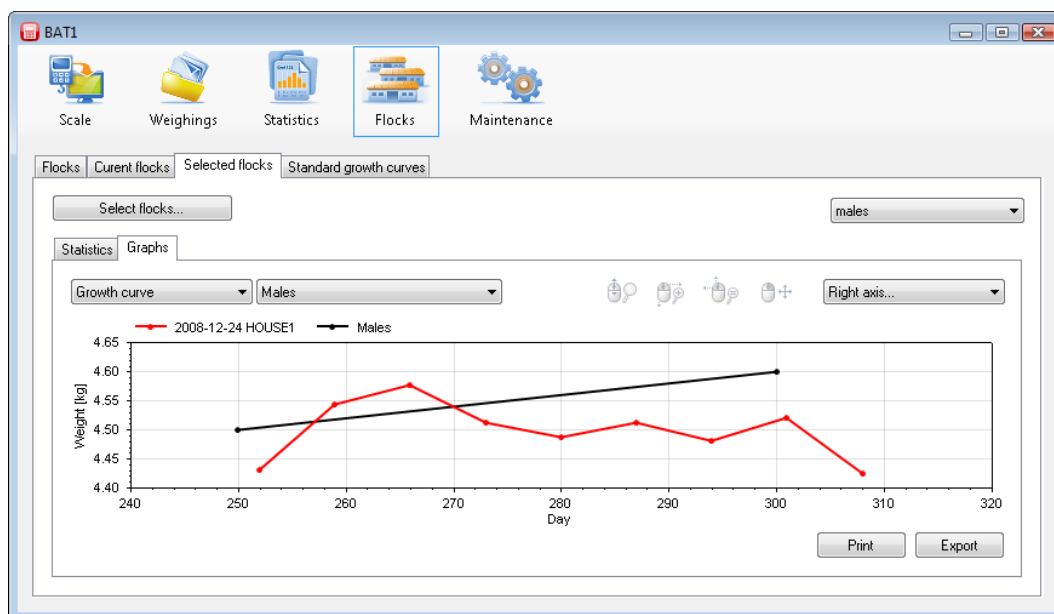 BAT1
Scale Weighings Statistics Flocks Maintenance
Flocks Curent flocks Selected flocks Standard growth curves
Select flocks... males
Statistics Graphs
Growth curve Males Right axis...
2008-12-24 HOUSE1 Males
4.65
4.60
4.55
4.50
4.45
4.40
Weight [kg]
240 250 260 270 280 290 300 310 320
Day
Print Export